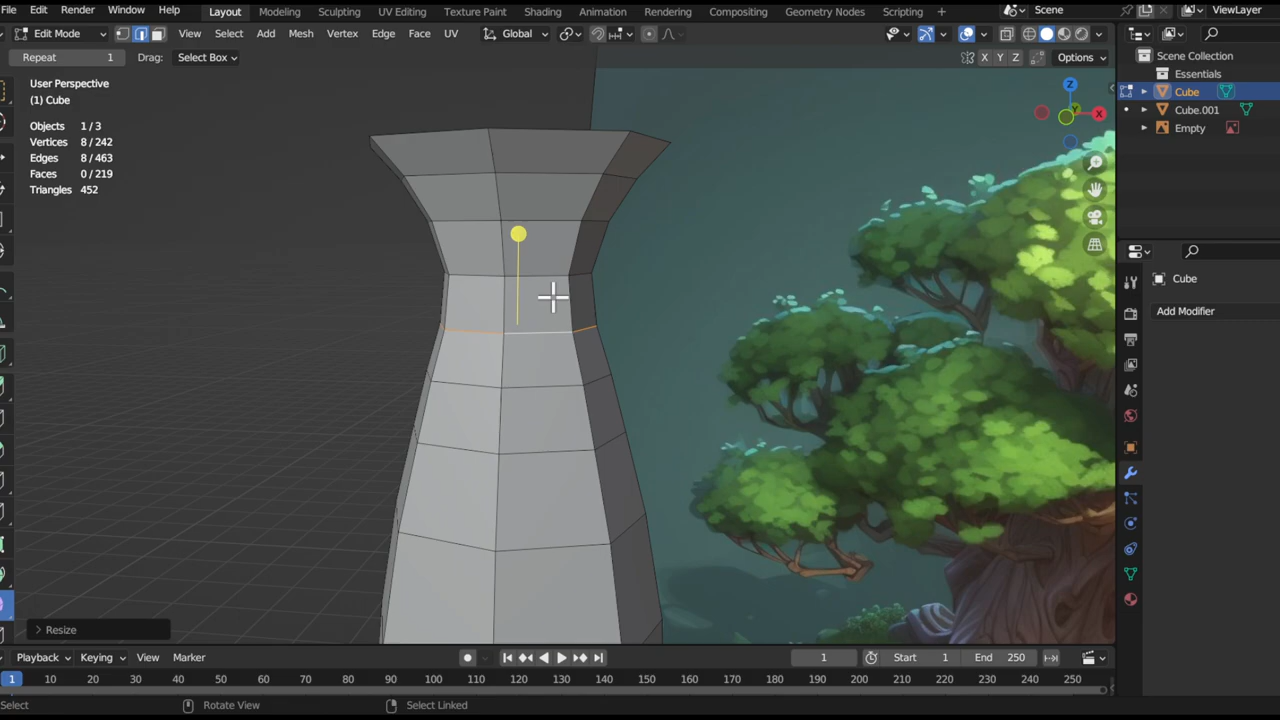 File Edit Render Window Help Layout Modeling Sculpting UV Editing Texture Paint Shading Animation Rendering Compositing Geometry Nodes Scripting + Scene ViewLayer
Edit Mode View Select Add Mesh Vertex Edge Face UV Global
Repeat 1 Drag: Select Box X Y Z Options
User Perspective
(1) Cube
Objects 1 / 3
Vertices 8 / 242
Edges 8 / 463
Faces 0 / 219
Triangles 452
Z
Y
X
Scene Collection
Essentials
Cube
Cube.001
Empty
Cube
Add Modifier
Resize
Playback Keying View Marker 1 Start 1 End 250
1 10 20 30 40 50 60 70 80 90 100 110 120 130 140 150 160 170 180 190 200 210 220 230 240 250
Select Rotate View Select Linked